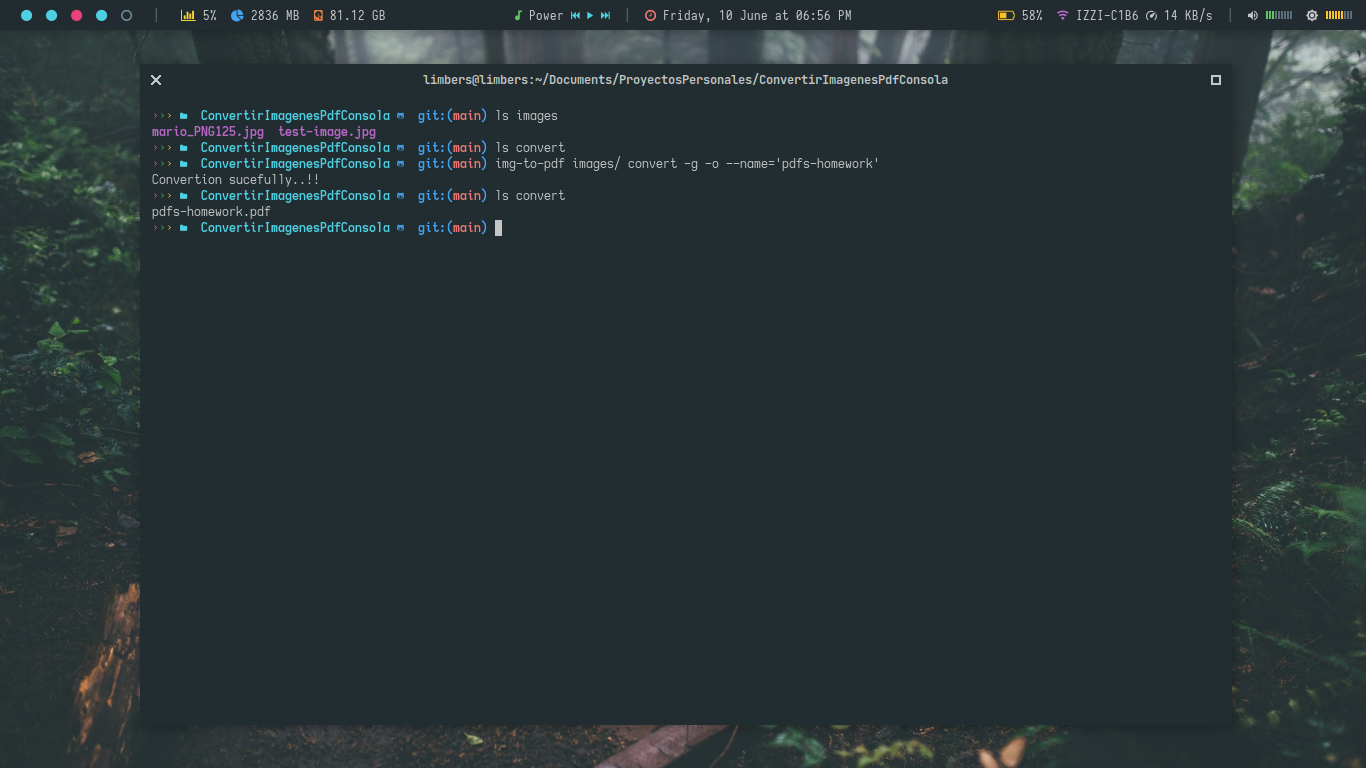 5% 2836 MB 81.12 GB Power Friday, 10 June at 06:56 PM 58% IZZI-C1B6 14 KB/s
limbers@limbers:~/Documents/ProyectosPersonales/ConvertirImagenesPdfConsola
››› ConvertirImagenesPdfConsola git:(main) ls images
mario_PNG125.jpg test-image.jpg
››› ConvertirImagenesPdfConsola git:(main) ls convert
››› ConvertirImagenesPdfConsola git:(main) img-to-pdf images/ convert -g -o --name='pdfs-homework'
Convertion sucefully..!!
››› ConvertirImagenesPdfConsola git:(main) ls convert
pdfs-homework.pdf
››› ConvertirImagenesPdfConsola git:(main)